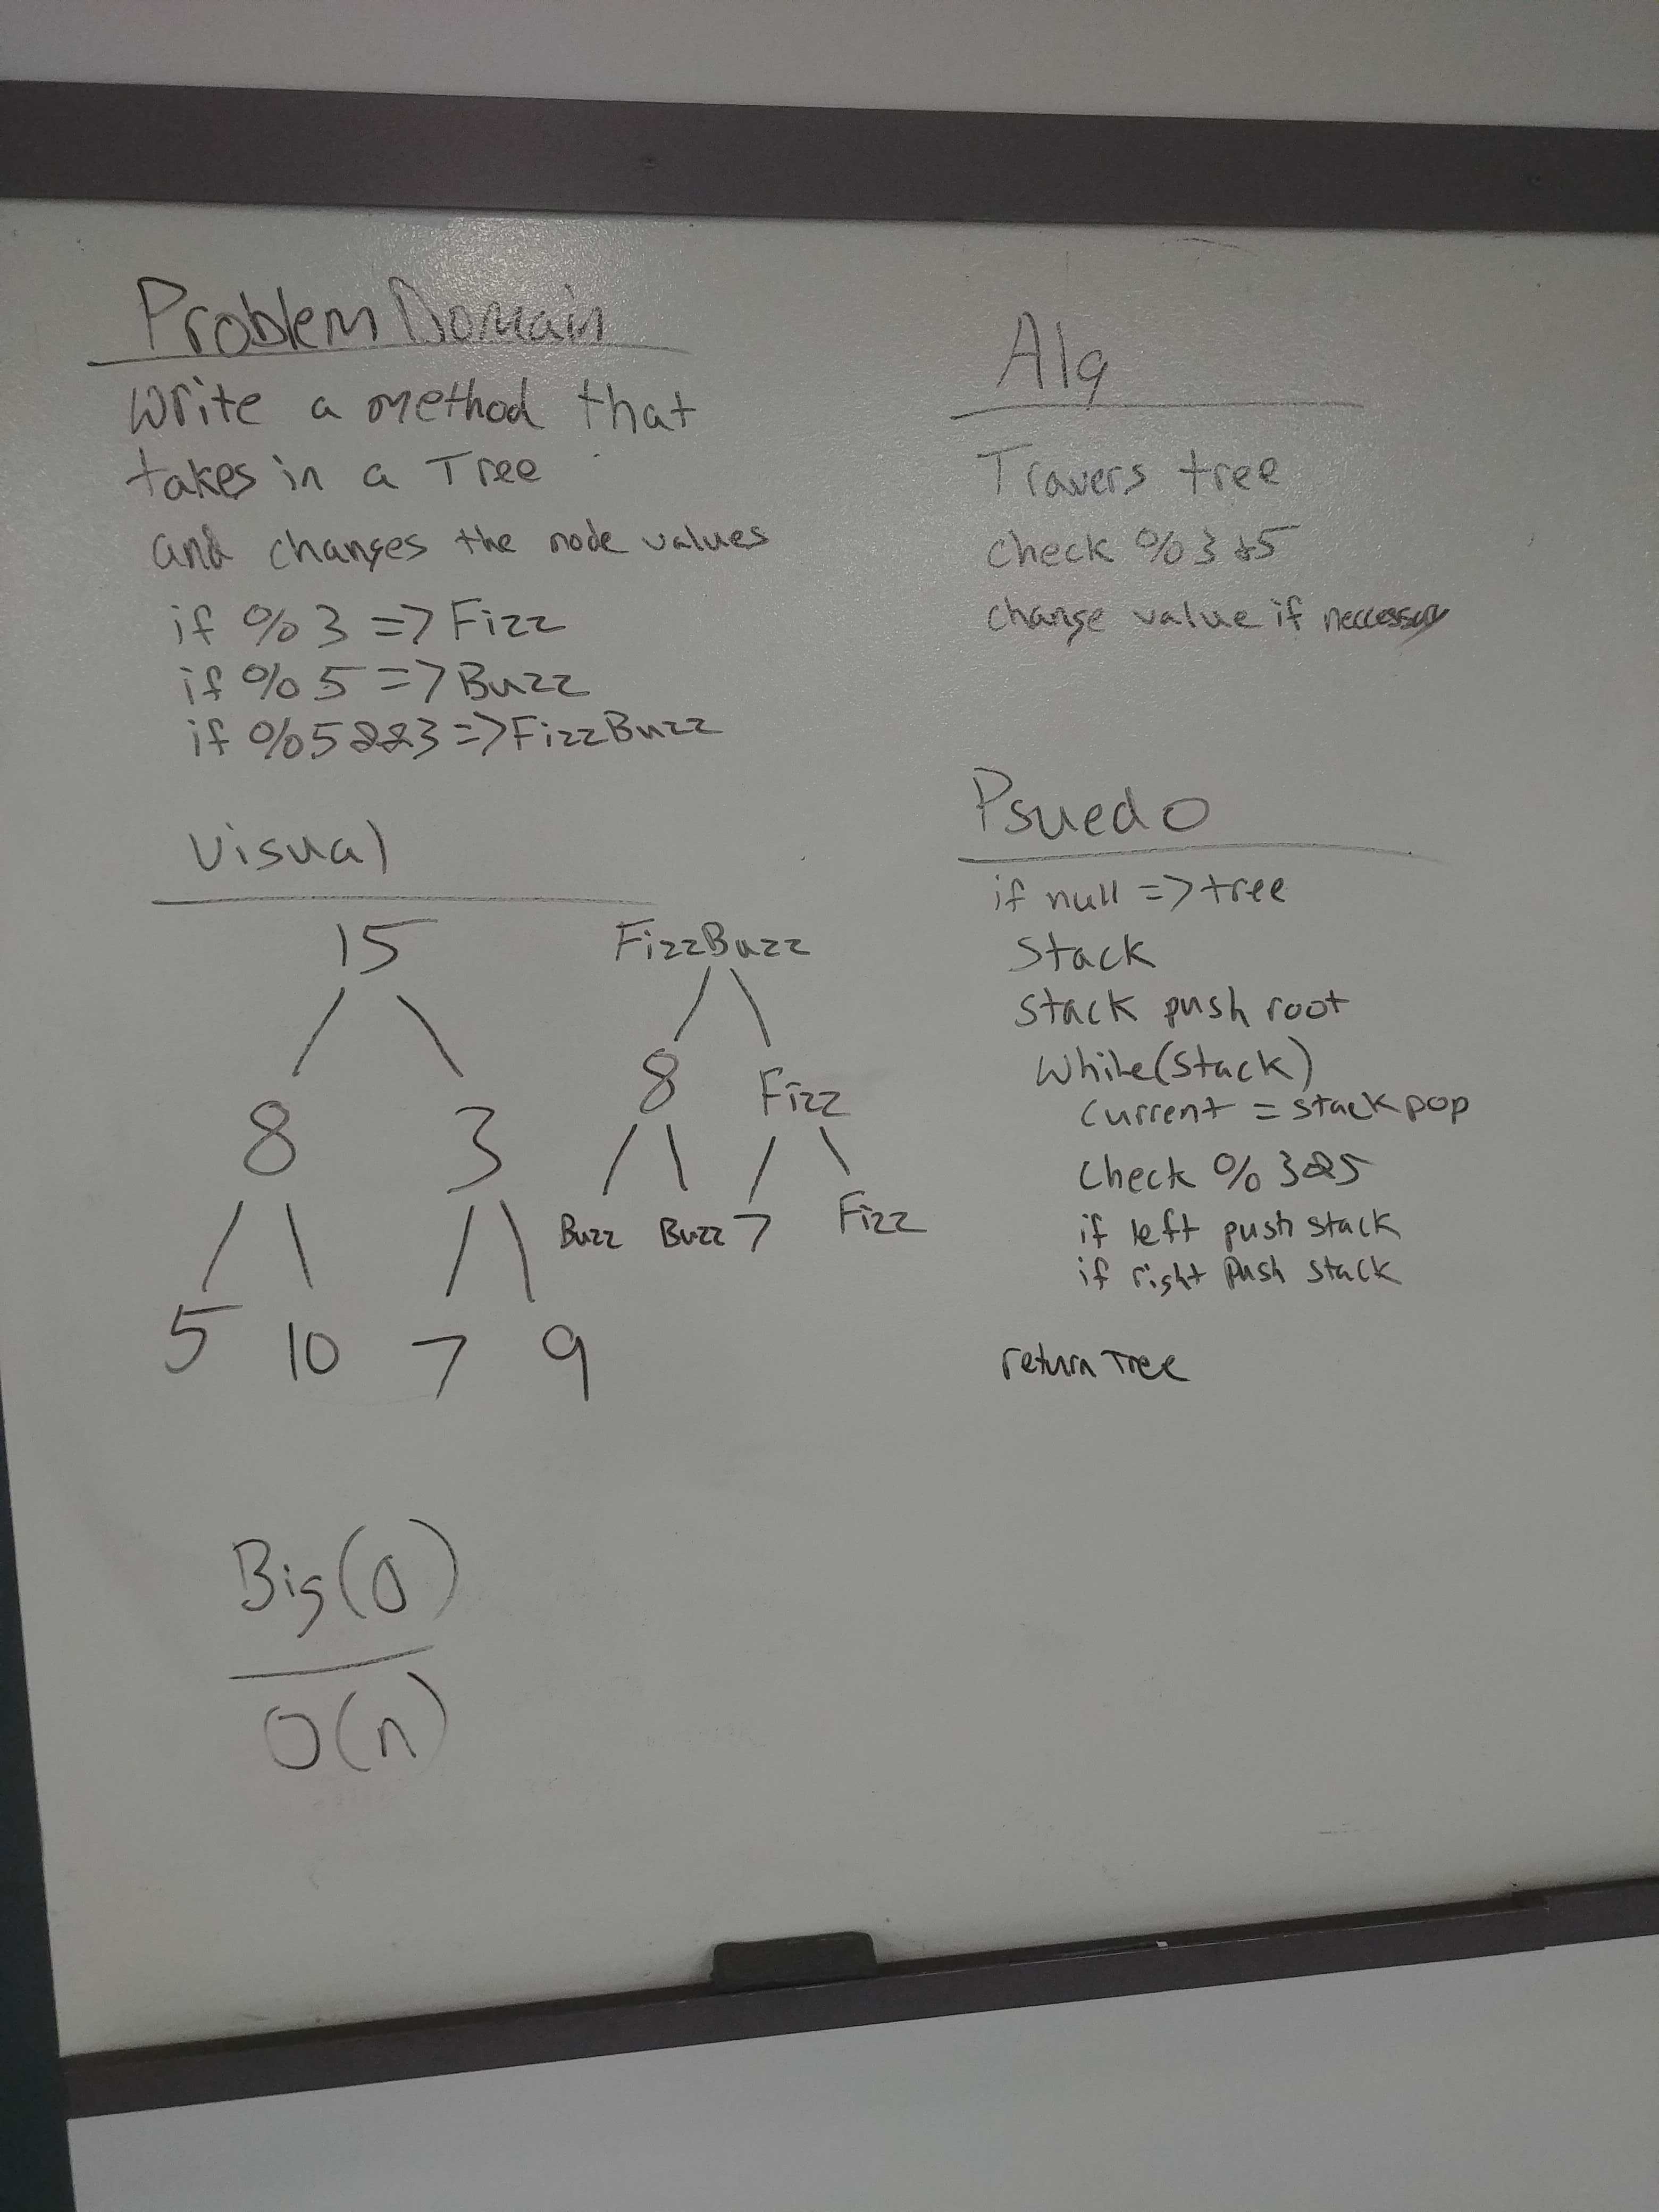 Problem Domain
Write a method that
takes in a Tree
and changes the node values
if %3 => Fizz
if %5 => Buzz
if %5&&3 => FizzBuzz
Visual
15
8 3
5 10 7 9
FizzBuzz
8 Fizz
Buzz Buzz 7 Fizz
Big(O)
O(n)
Alg
Travers tree
check %3&5
change value if neccessary
Psuedo
if null => tree
Stack
Stack push root
While(stack)
current = stack pop
check %3&5
if left push stack
if right push stack
return Tree